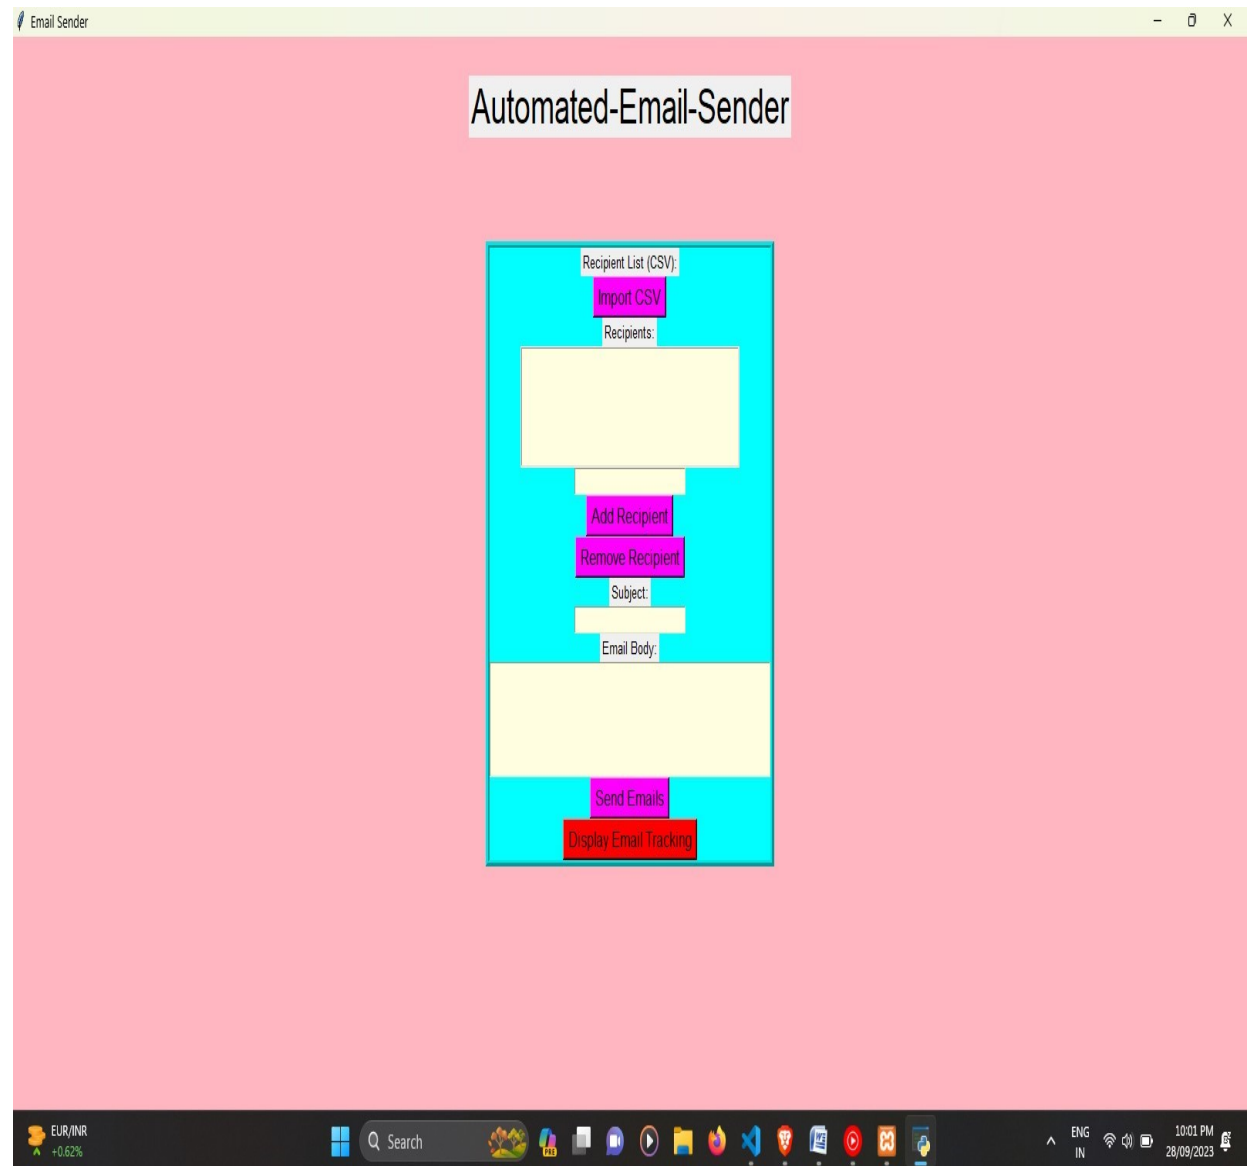 Email Sender
Automated-Email-Sender
Recipient List (CSV):
Import CSV
Recipients:
Add Recipient
Remove Recipient
Subject:
Email Body:
Send Emails
Display Email Tracking
EUR/INR
+0.62%
Search
PRE
ENG
IN
10:01 PM
28/09/2023